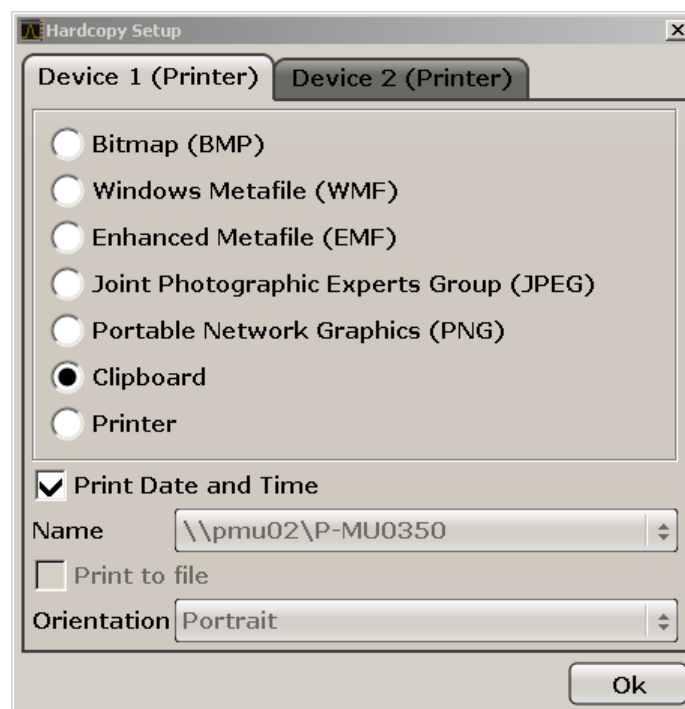 Hardcopy Setup
Device 1 (Printer) Device 2 (Printer)
Bitmap (BMP)
Windows Metafile (WMF)
Enhanced Metafile (EMF)
Joint Photographic Experts Group (JPEG)
Portable Network Graphics (PNG)
Clipboard
Printer
Print Date and Time
Name \\pmu02\P-MU0350
Print to file
Orientation Portrait
Ok